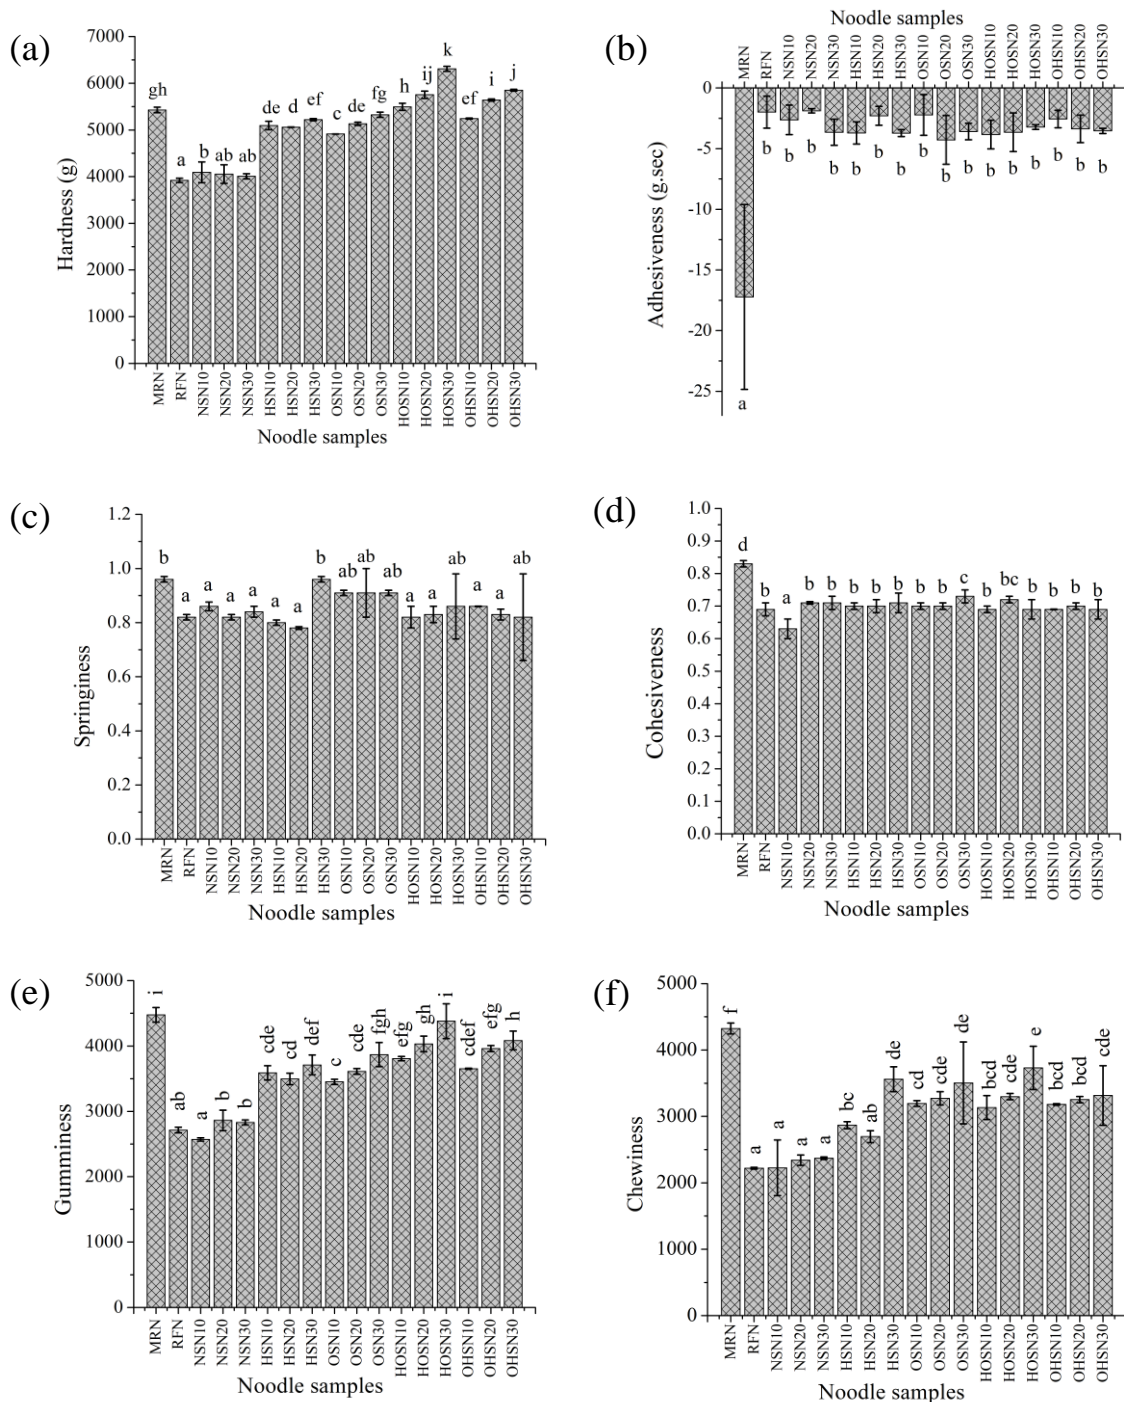 (a)
7000
6000
5000
4000
3000
2000
1000
0
Hardness (g)
gh a b ab ab de d ef c de fg h ij k ef i j
MRN RFN NSN10 NSN20 NSN30 HSN10 HSN20 HSN30 OSN10 OSN20 OSN30 HOSN10 HOSN20 HOSN30 OHSN10 OHSN20 OHSN30
Noodle samples
(b)
Noodle samples
MRN RFN NSN10 NSN20 NSN30 HSN10 HSN20 HSN30 OSN10 OSN20 OSN30 HOSN10 HOSN20 HOSN30 OHSN10 OHSN20 OHSN30
0
-5
-10
-15
-20
-25
Adhesiveness (g.sec)
a b b b b b b b b b b b b b b b b
(c)
1.2
1.0
0.8
0.6
0.4
0.2
0.0
Springiness
b a a a a a a b ab ab ab a a ab a a ab
MRN RFN NSN10 NSN20 NSN30 HSN10 HSN20 HSN30 OSN10 OSN20 OSN30 HOSN10 HOSN20 HOSN30 OHSN10 OHSN20 OHSN30
Noodle samples
(d)
1.0
0.9
0.8
0.7
0.6
0.5
0.4
0.3
0.2
0.1
0.0
Cohesiveness
d b a b b b b b b b c b bc b b b b
MRN RFN NSN10 NSN20 NSN30 HSN10 HSN20 HSN30 OSN10 OSN20 OSN30 HOSN10 HOSN20 HOSN30 OHSN10 OHSN20 OHSN30
Noodle samples
(e)
5000
4000
3000
2000
1000
0
Gumminess
i ab a b b cde cd def c cde fgh efg gh i cdef efg h
MRN RFN NSN10 NSN20 NSN30 HSN10 HSN20 HSN30 OSN10 OSN20 OSN30 HOSN10 HOSN20 HOSN30 OHSN10 OHSN20 OHSN30
Noodle samples
(f)
5000
4000
3000
2000
1000
0
Chewiness
f a a a a bc ab de cd cde de bcd cde e bcd bcd cde
MRN RFN NSN10 NSN20 NSN30 HSN10 HSN20 HSN30 OSN10 OSN20 OSN30 HOSN10 HOSN20 HOSN30 OHSN10 OHSN20 OHSN30
Noodle samples